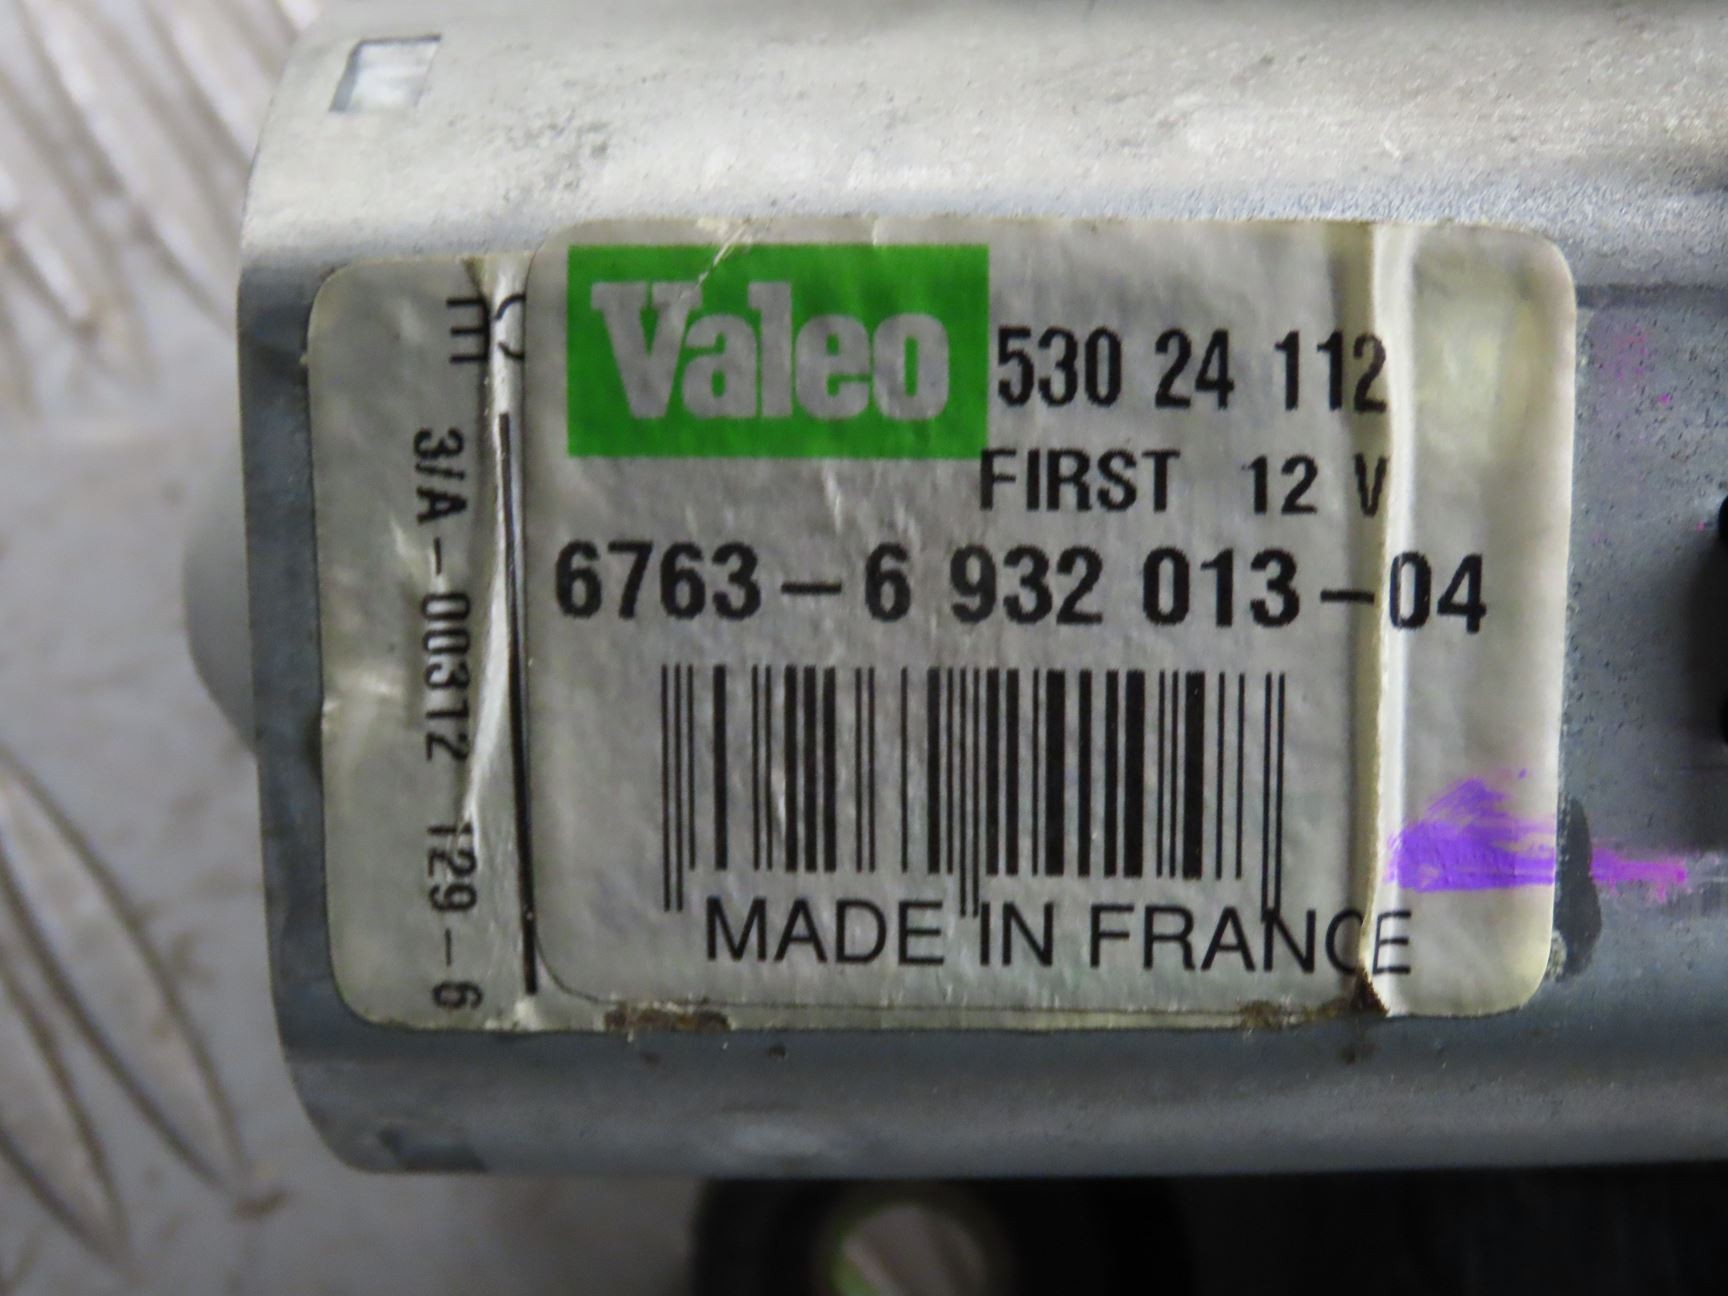 Valeo
530 24 112
FIRST 12 V
6763-6 932 013-04
MADE IN FRANCE
3/A-00312 129-6